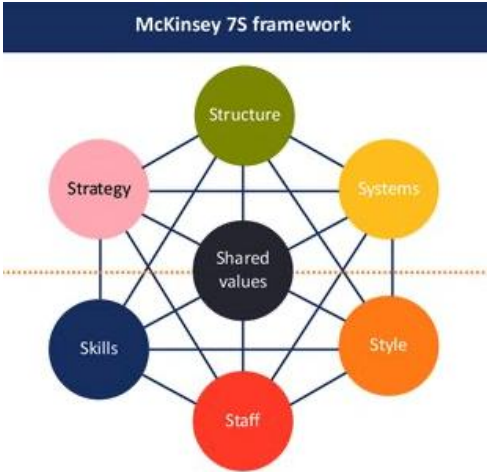 McKinsey 7S framework
Structure
Strategy
Systems
Shared
values
Skills
Style
Staff